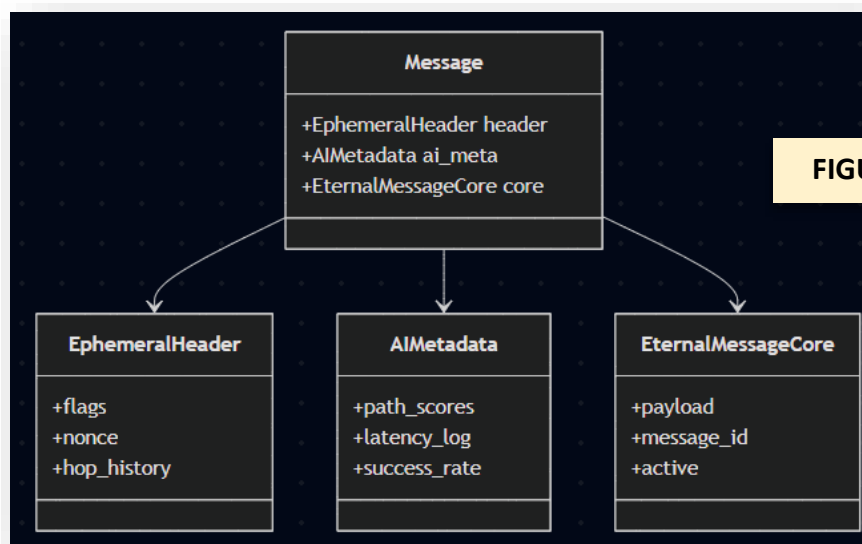 Message
+EphemeralHeader header
+AIMetadata ai_meta
+EternalMessageCore core
EphemeralHeader
+flags
+nonce
+hop_history
AIMetadata
+path_scores
+latency_log
+success_rate
EternalMessageCore
+payload
+message_id
+active